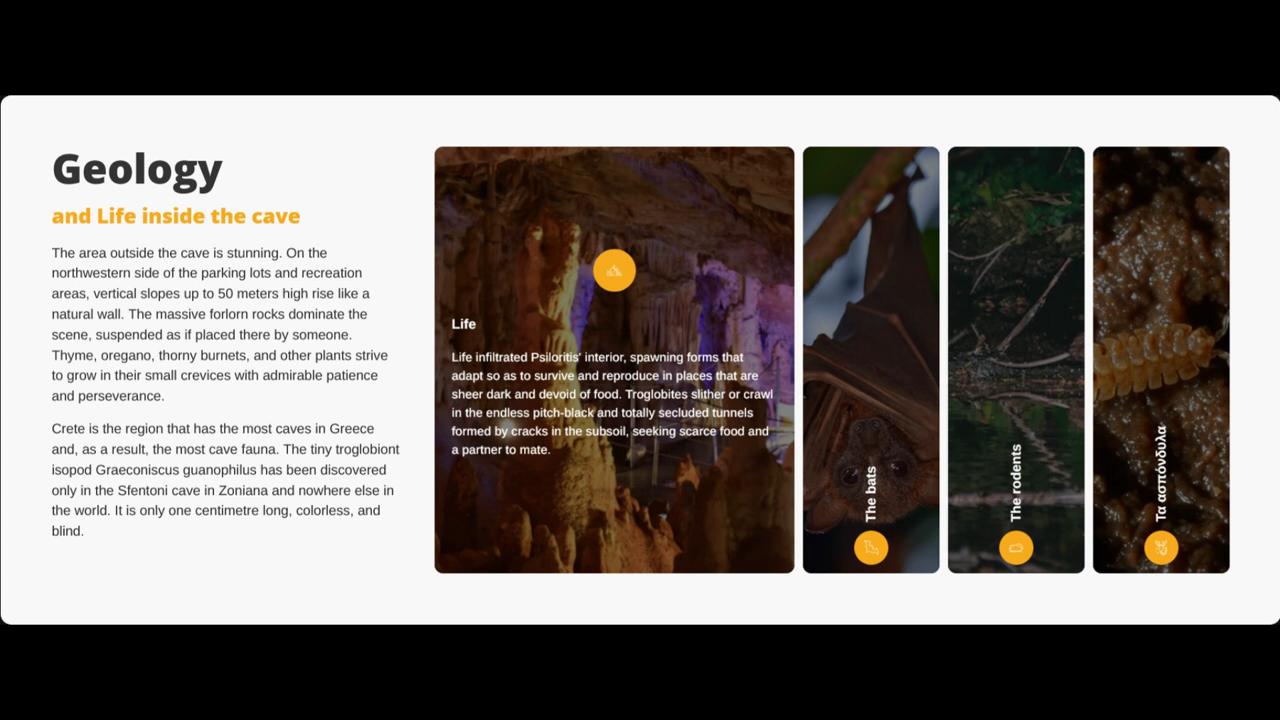 Geology
and Life inside the cave
The area outside the cave is stunning. On the
northwestern side of the parking lots and recreation
areas, vertical slopes up to 50 meters high rise like a
natural wall. The massive forlorn rocks dominate the
scene, suspended as if placed there by someone.
Thyme, oregano, thorny burnets, and other plants strive
to grow in their small crevices with admirable patience
and perseverance.
Crete is the region that has the most caves in Greece
and, as a result, the most cave fauna. The tiny troglobiont
isopod Graeconiscus guanophilus has been discovered
only in the Sfentoni cave in Zoniana and nowhere else in
the world. It is only one centimetre long, colorless, and
blind.
Life
Life infiltrated Psiloritis' interior, spawning forms that
adapt so as to survive and reproduce in places that are
sheer dark and devoid of food. Troglobites slither or crawl
in the endless pitch-black and totally secluded tunnels
formed by cracks in the subsoil, seeking scarce food and
a partner to mate.
The bats
The rodents
Τα ασπόνδυλα